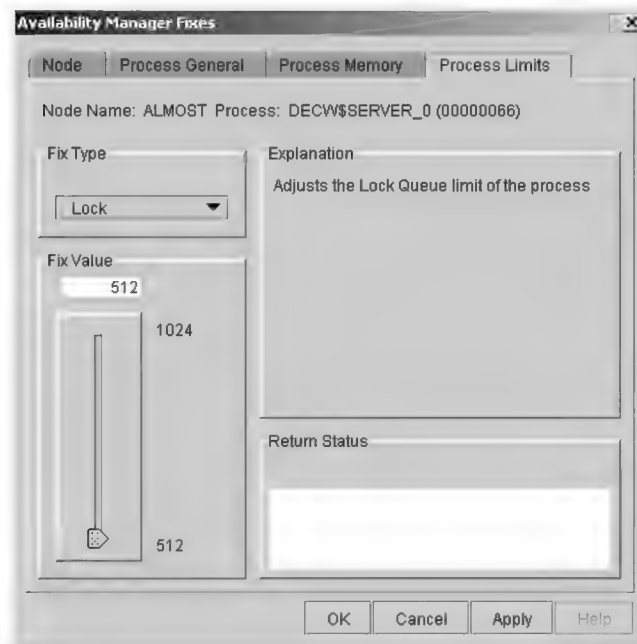 Availability Manager Fixes
Node Process General Process Memory Process Limits
Node Name: ALMOST Process: DECW$SERVER_0 (00000066)
Fix Type
Lock
Explanation
Adjusts the Lock Queue limit of the process
Fix Value
512
1024
512
Return Status
OK Cancel Apply Help